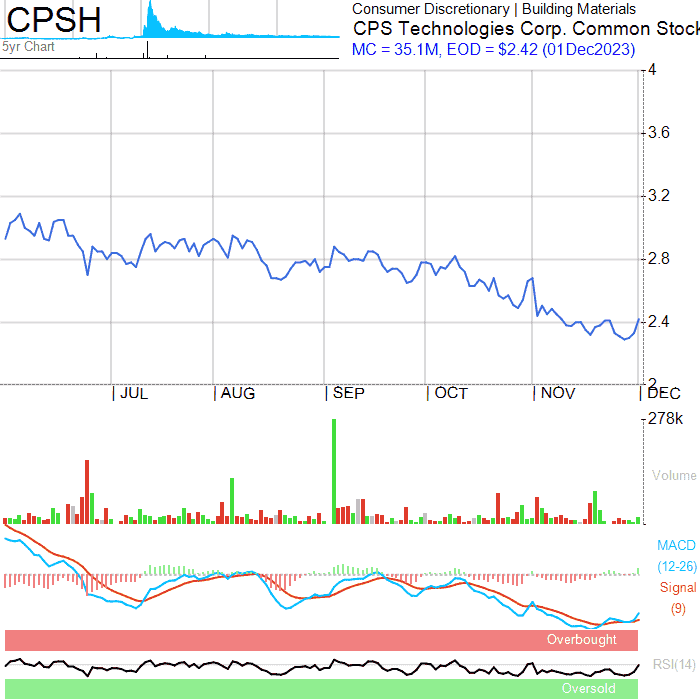 CPSH
5yr Chart
Consumer Discretionary | Building Materials
CPS Technologies Corp. Common Stock
MC = 35.1M, EOD = $2.42 (01Dec2023)
4
3.6
3.2
2.8
2.4
2
JUL AUG SEP OCT NOV DEC
278k
Volume
MACD
(12-26)
Signal
(9)
Overbought
RSI(14)
Oversold